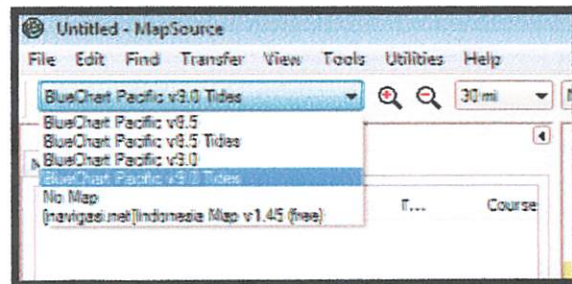 Untitled - MapSource
File Edit Find Transfer View Tools Utilities Help
BlueChart Pacific v9.0 Tides 30 mi
BlueChart Pacific v8.5
BlueChart Pacific v8.5 Tides
BlueChart Pacific v9.0
BlueChart Pacific v9.0 Tides
No Map
[navigasi.net]Indonesia Map v1.45 (free)
T... Course